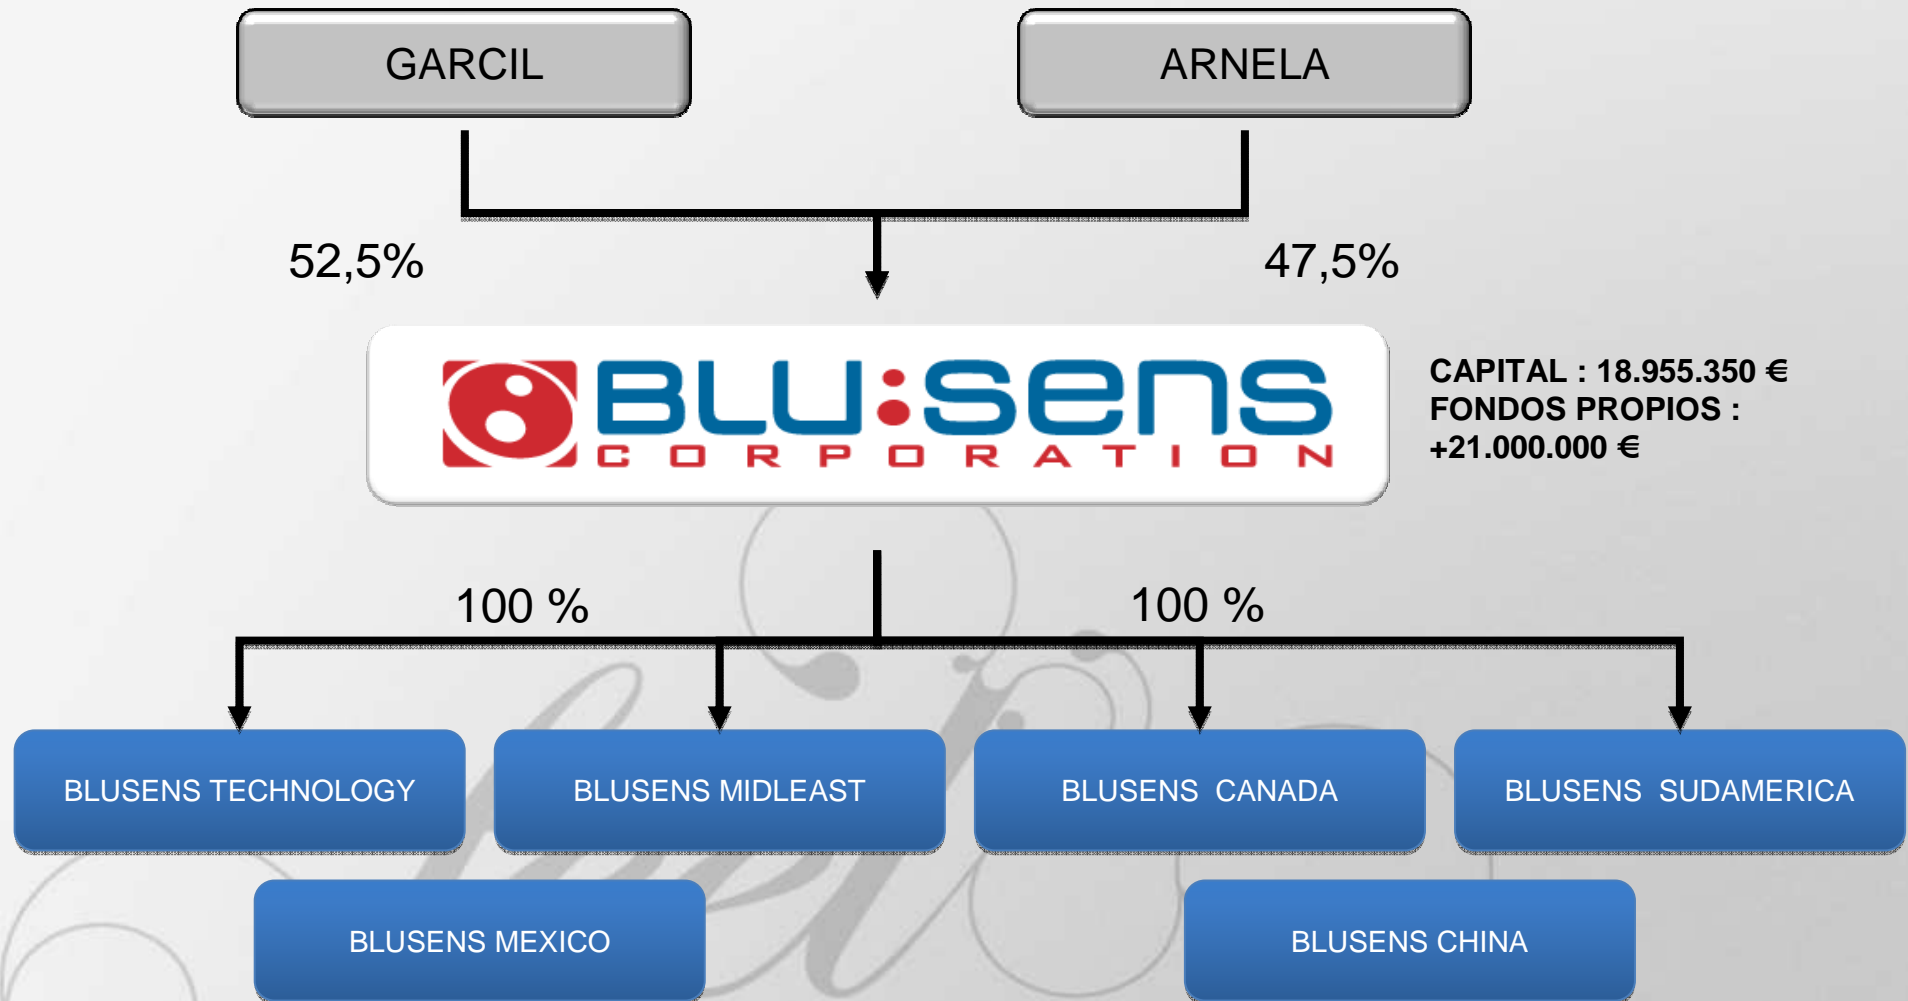 GARCIL
ARNELA
52,5%
47,5%
BLU:SENS
CORPORATION
CAPITAL : 18.955.350 €
FONDOS PROPIOS :
+21.000.000 €
100 %
100 %
BLUSENS TECHNOLOGY
BLUSENS MIDLEAST
BLUSENS CANADA
BLUSENS SUDAMERICA
BLUSENS MEXICO
BLUSENS CHINA